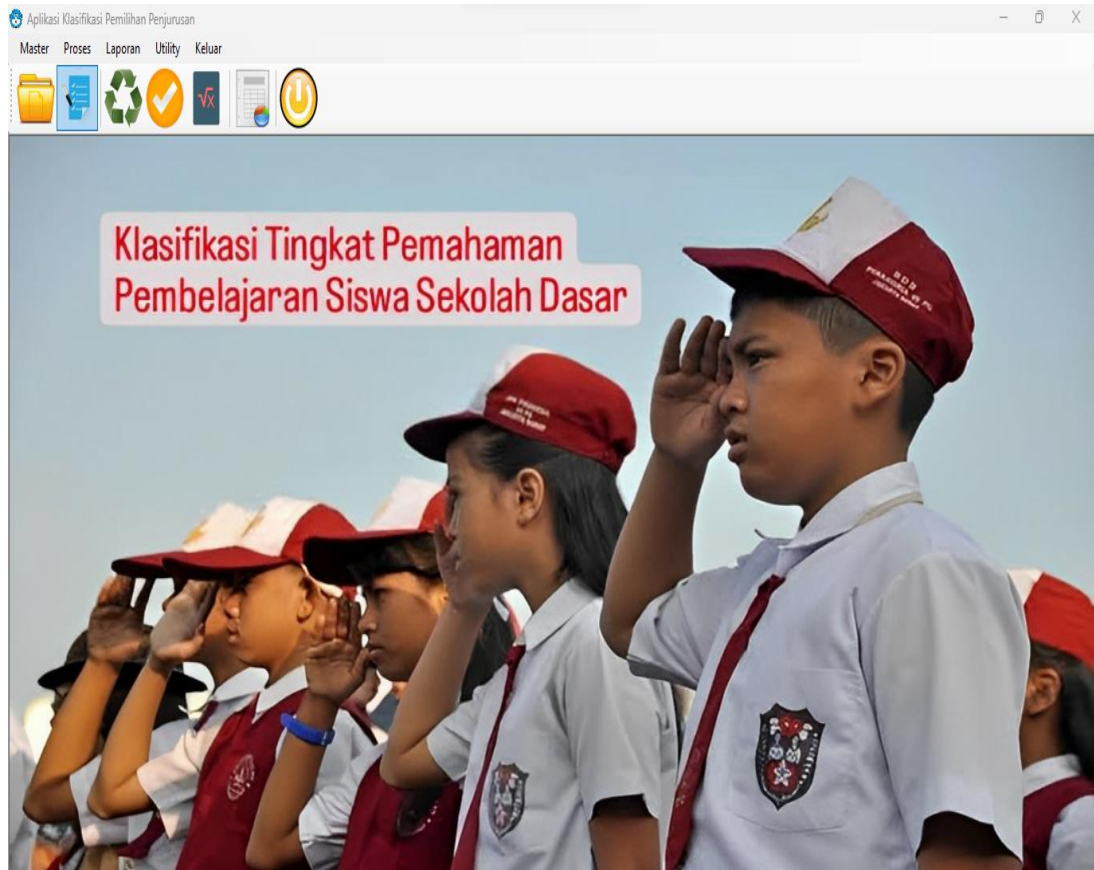 Aplikasi Klasifikasi Pemilihan Penjurusan
Master Proses Laporan Utility Keluar
Klasifikasi Tingkat Pemahaman
Pembelajaran Siswa Sekolah Dasar